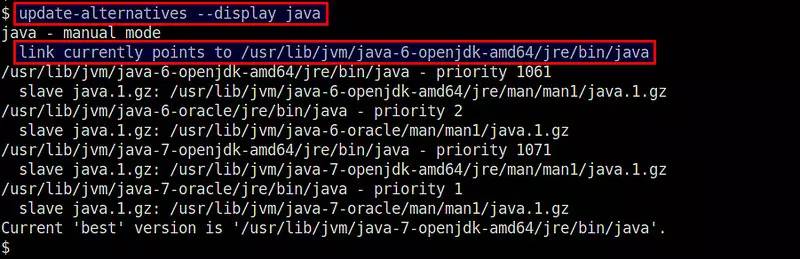 $ update-alternatives --display java
java - manual mode
  link currently points to /usr/lib/jvm/java-6-openjdk-amd64/jre/bin/java
/usr/lib/jvm/java-6-openjdk-amd64/jre/bin/java - priority 1061
  slave java.1.gz: /usr/lib/jvm/java-6-openjdk-amd64/jre/man/man1/java.1.gz
/usr/lib/jvm/java-6-oracle/jre/bin/java - priority 2
  slave java.1.gz: /usr/lib/jvm/java-6-oracle/man/man1/java.1.gz
/usr/lib/jvm/java-7-openjdk-amd64/jre/bin/java - priority 1071
  slave java.1.gz: /usr/lib/jvm/java-7-openjdk-amd64/jre/man/man1/java.1.gz
/usr/lib/jvm/java-7-oracle/jre/bin/java - priority 1
  slave java.1.gz: /usr/lib/jvm/java-7-oracle/man/man1/java.1.gz
Current 'best' version is '/usr/lib/jvm/java-7-openjdk-amd64/jre/bin/java'.
$